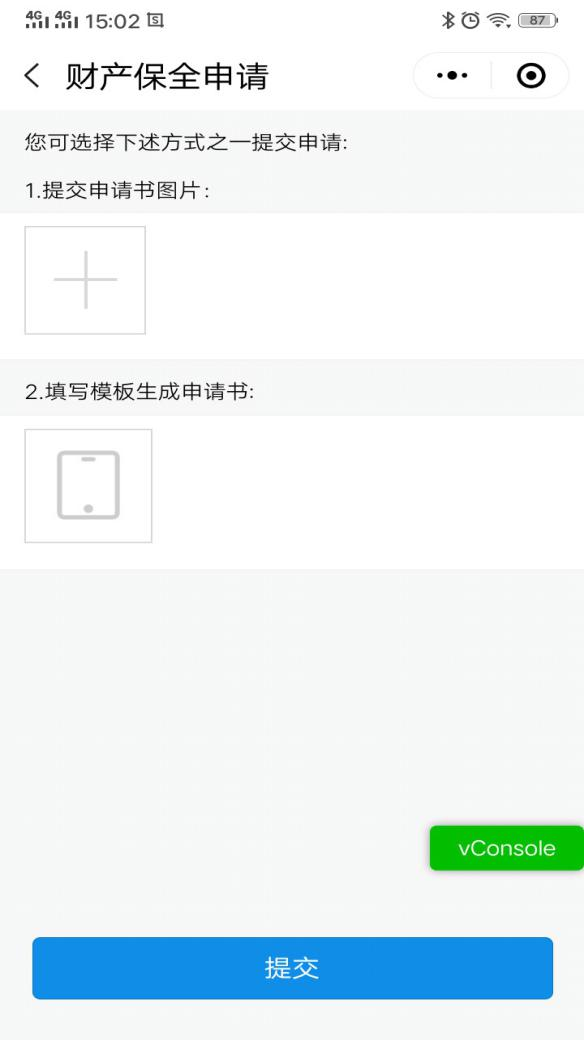 4G 4G 15:02 87
财产保全申请
您可选择下述方式之一提交申请:
1.提交申请书图片:
2.填写模板生成申请书:
vConsole
提交